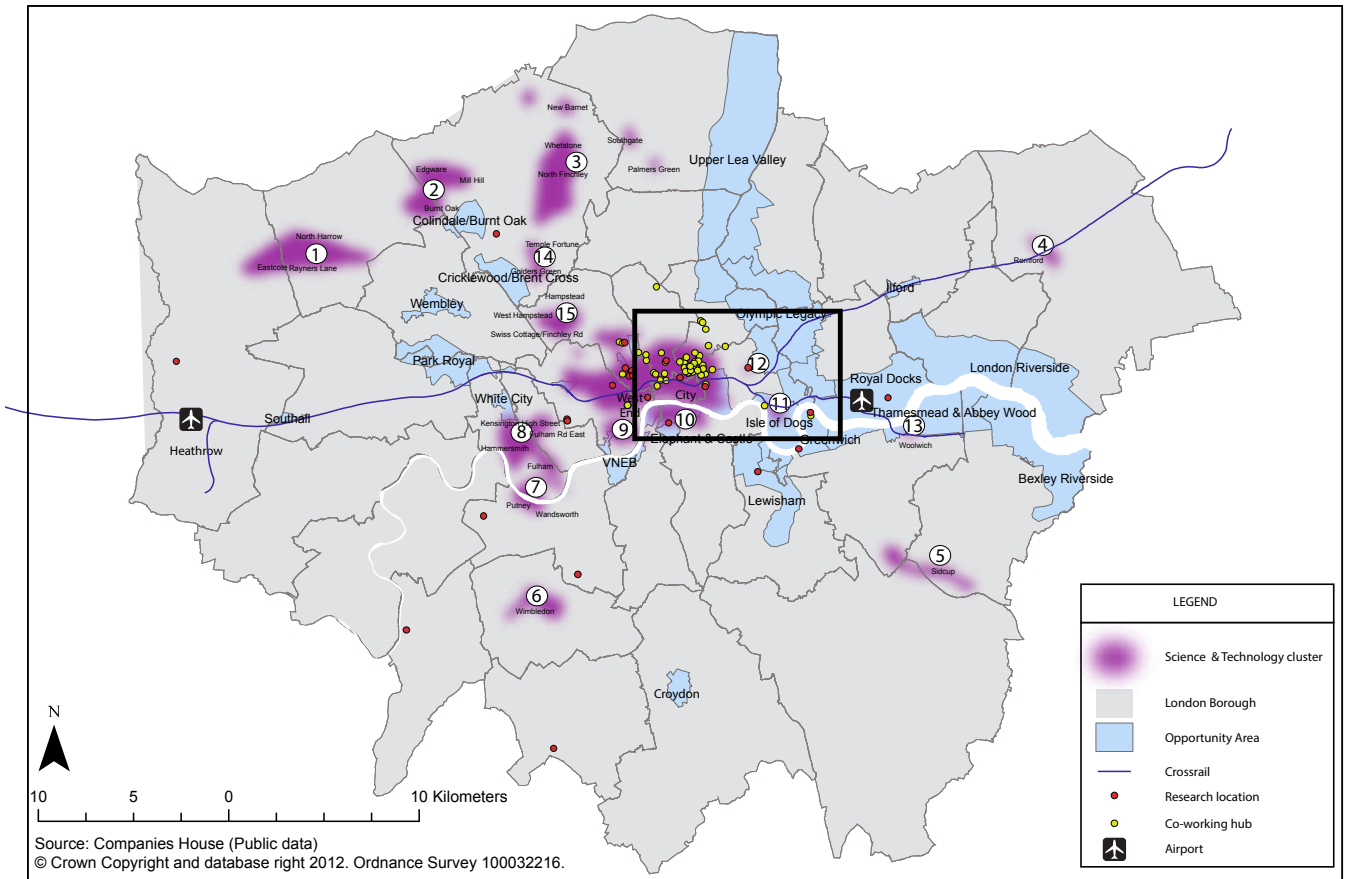 New Barnet
Southgate
Whetstone
3
North Finchley
Palmers Green
Upper Lea Valley
Edgware
Mill Hill
2
Burnt Oak
Colindale/Burnt Oak
North Harrow
1
Eastcote Rayners Lane
Temple Fortune
14
Golders Green
Cricklewood/Brent Cross
4
Romford
Ilford
Wembley
Hampstead
15
West Hampstead
Swiss Cottage/Finchley Rd
Olympic Legacy
Park Royal
12
London Riverside
Royal Docks
White City
West
End
City
11
Southall
Kensington High Street
8
Fulham Rd East
Hammersmith
9
10
Isle of Dogs
Thamesmead & Abbey Wood
13
Woolwich
Elephant & Castle
Greenwich
Heathrow
VNEB
Fulham
7
Putney
Wandsworth
Lewisham
Bexley Riverside
5
Sidcup
6
Wimbledon
Croydon
N
10 5 0 10 Kilometers
Source: Companies House (Public data)
© Crown Copyright and database right 2012. Ordnance Survey 100032216.
LEGEND
Science & Technology cluster
London Borough
Opportunity Area
Crossrail
Research location
Co-working hub
Airport